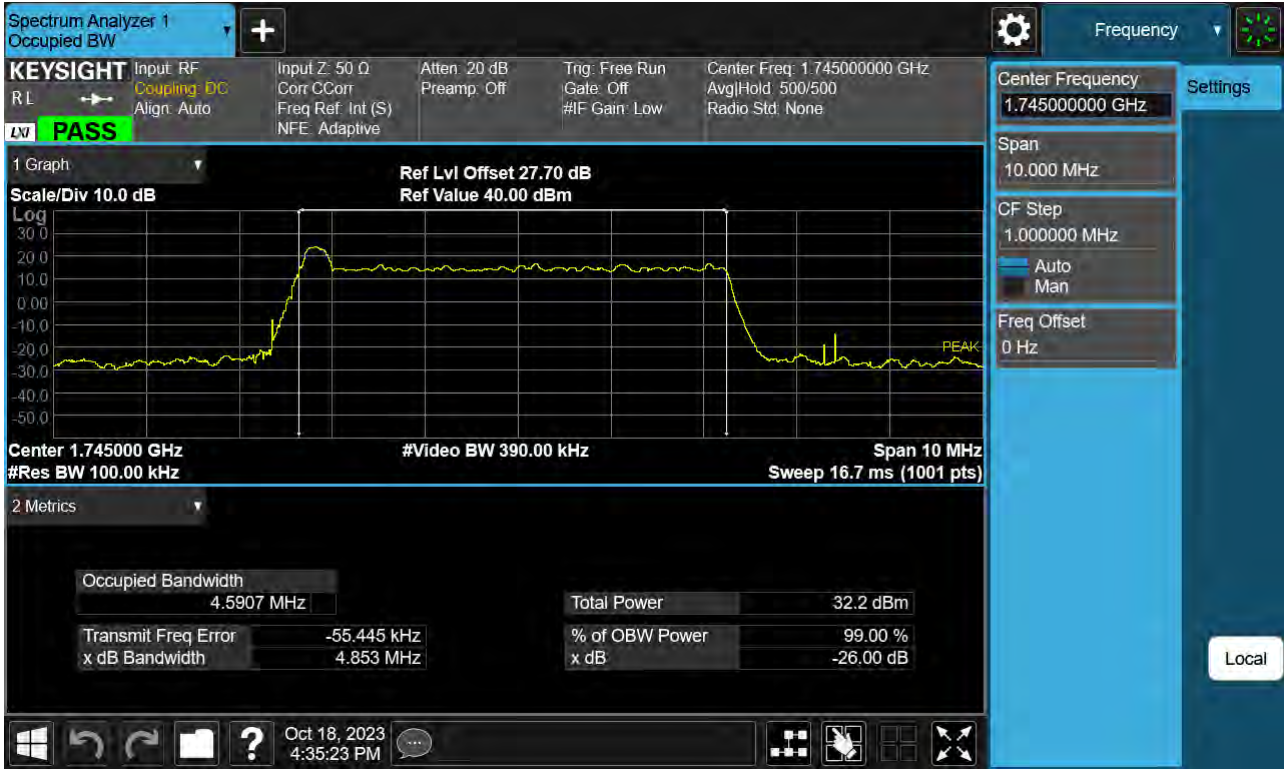 Spectrum Analyzer 1
Occupied BW
Frequency
KEYSIGHT
RL
LXI
PASS
Input: RF
Coupling: DC
Align: Auto
Input Z: 50 Ω
Corr CCorr
Freq Ref: Int (S)
NFE: Adaptive
Atten: 20 dB
Preamp: Off
Trig: Free Run
Gate: Off
#IF Gain: Low
Center Freq: 1.745000000 GHz
Avg|Hold: 500/500
Radio Std: None
1 Graph
Scale/Div 10.0 dB
Ref Lvl Offset 27.70 dB
Ref Value 40.00 dBm
Log
30.0
20.0
10.0
0.00
-10.0
-20.0
-30.0
-40.0
-50.0
PEAK
Center 1.745000 GHz
#Video BW 390.00 kHz
Span 10 MHz
#Res BW 100.00 kHz
Sweep 16.7 ms (1001 pts)
2 Metrics
Occupied Bandwidth
4.5907 MHz
Total Power 32.2 dBm
Transmit Freq Error -55.445 kHz
% of OBW Power 99.00 %
x dB Bandwidth 4.853 MHz
x dB -26.00 dB
Center Frequency
1.745000000 GHz
Settings
Span
10.000 MHz
CF Step
1.000000 MHz
Auto
Man
Freq Offset
0 Hz
Local
?
Oct 18, 2023
4:35:23 PM